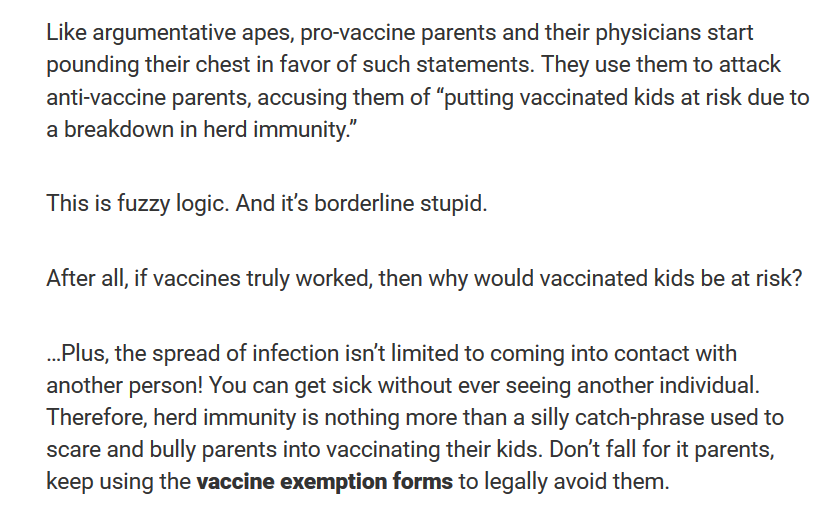 Like argumentative apes, pro-vaccine parents and their physicians start
pounding their chest in favor of such statements. They use them to attack
anti-vaccine parents, accusing them of “putting vaccinated kids at risk due to
a breakdown in herd immunity.”
This is fuzzy logic. And it’s borderline stupid.
After all, if vaccines truly worked, then why would vaccinated kids be at risk?
…Plus, the spread of infection isn’t limited to coming into contact with
another person! You can get sick without ever seeing another individual.
Therefore, herd immunity is nothing more than a silly catch-phrase used to
scare and bully parents into vaccinating their kids. Don’t fall for it parents,
keep using the vaccine exemption forms to legally avoid them.